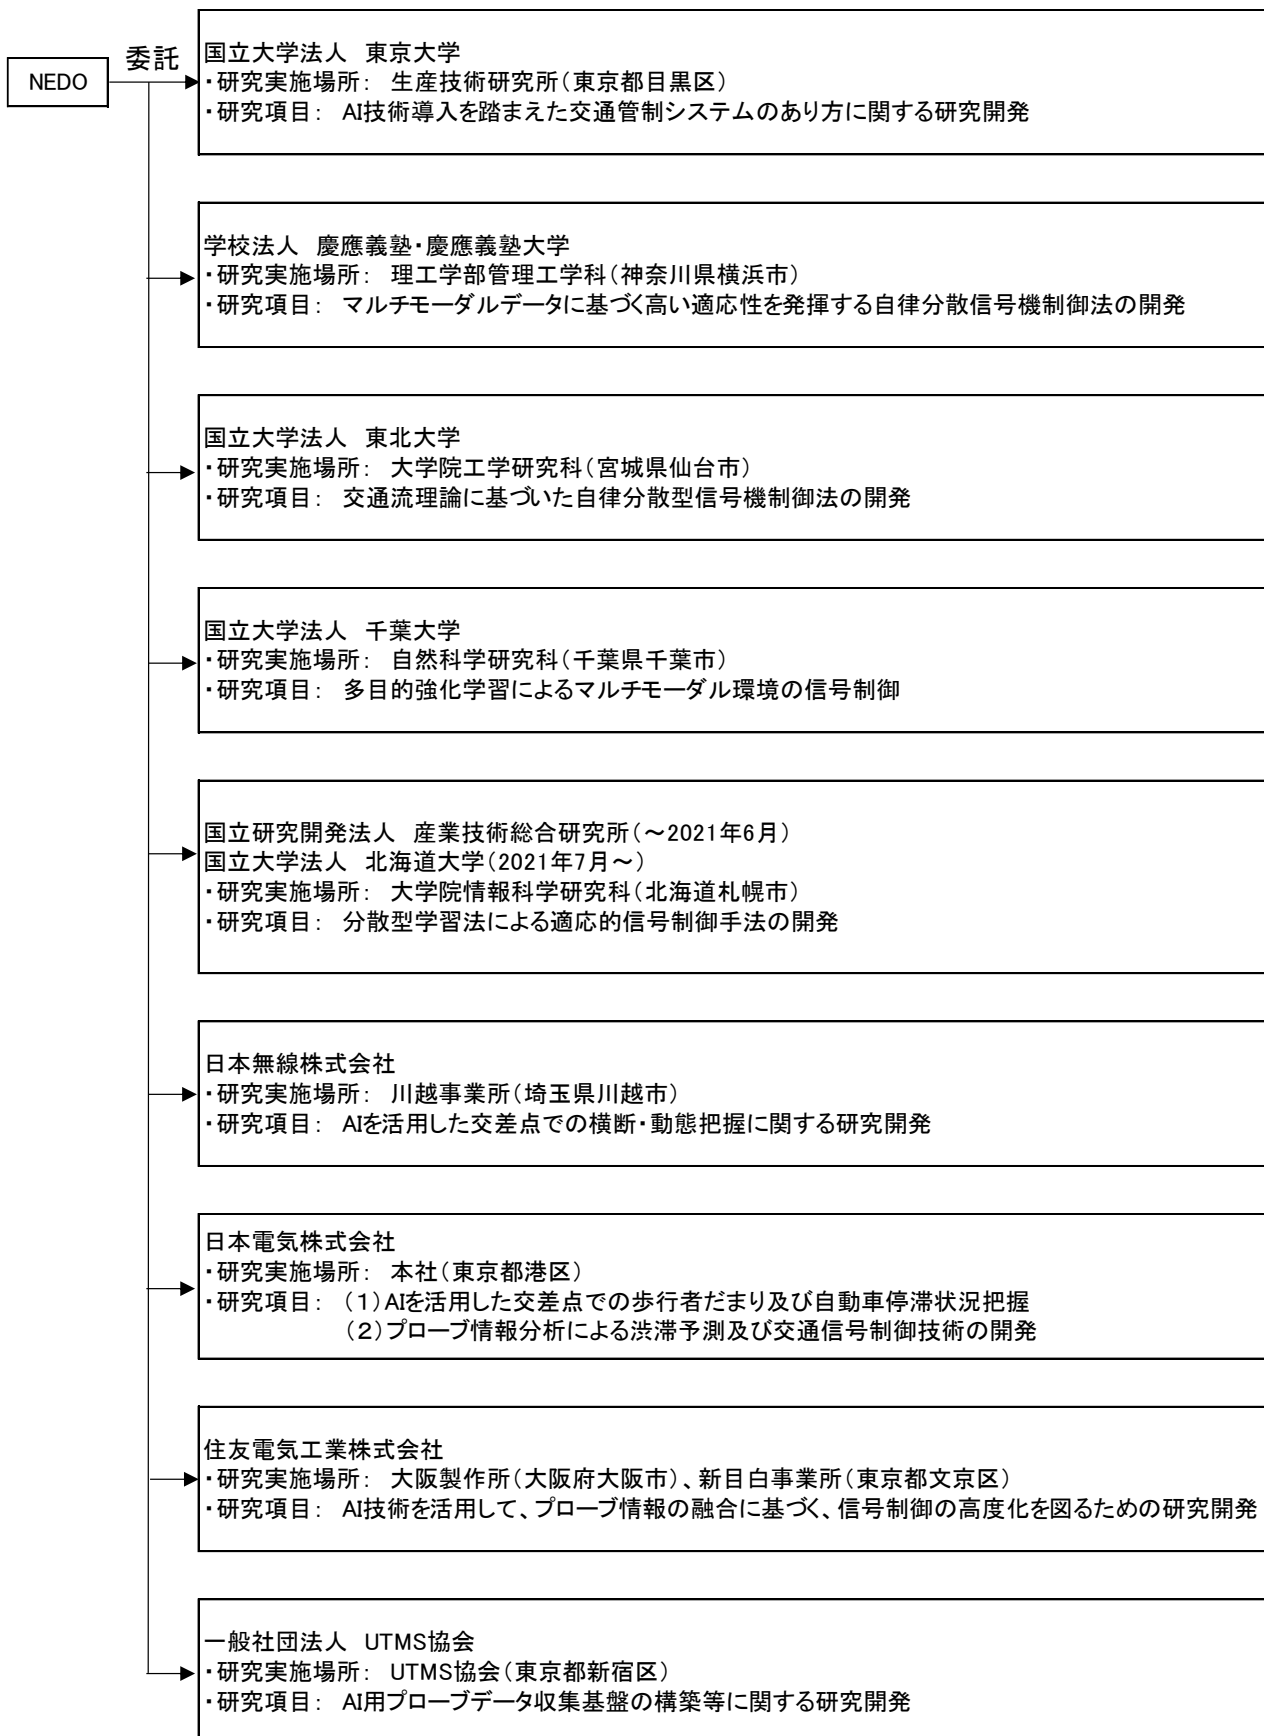 NEDO
委託
国立大学法人　東京大学
・研究実施場所：　生産技術研究所（東京都目黒区）
・研究項目：　AI技術導入を踏まえた交通管制システムのあり方に関する研究開発
学校法人　慶應義塾・慶應義塾大学
・研究実施場所：　理工学部管理工学科（神奈川県横浜市）
・研究項目：　マルチモーダルデータに基づく高い適応性を発揮する自律分散信号機制御法の開発
国立大学法人　東北大学
・研究実施場所：　大学院工学研究科（宮城県仙台市）
・研究項目：　交通流理論に基づいた自律分散型信号機制御法の開発
国立大学法人　千葉大学
・研究実施場所：　自然科学研究科（千葉県千葉市）
・研究項目：　多目的強化学習によるマルチモーダル環境の信号制御
国立研究開発法人　産業技術総合研究所（～2021年6月）
国立大学法人　北海道大学（2021年7月～）
・研究実施場所：　大学院情報科学研究科（北海道札幌市）
・研究項目：　分散型学習法による適応的信号制御手法の開発
日本無線株式会社
・研究実施場所：　川越事業所（埼玉県川越市）
・研究項目：　AIを活用した交差点での横断・動態把握に関する研究開発
日本電気株式会社
・研究実施場所：　本社（東京都港区）
・研究項目：　（１）AIを活用した交差点での歩行者だまり及び自動車停滞状況把握
（２）プローブ情報分析による渋滞予測及び交通信号制御技術の開発
住友電気工業株式会社
・研究実施場所：　大阪製作所（大阪府大阪市）、新目白事業所（東京都文京区）
・研究項目：　AI技術を活用して、プローブ情報の融合に基づく、信号制御の高度化を図るための研究開発
一般社団法人　UTMS協会
・研究実施場所：　UTMS協会（東京都新宿区）
・研究項目：　AI用プローブデータ収集基盤の構築等に関する研究開発